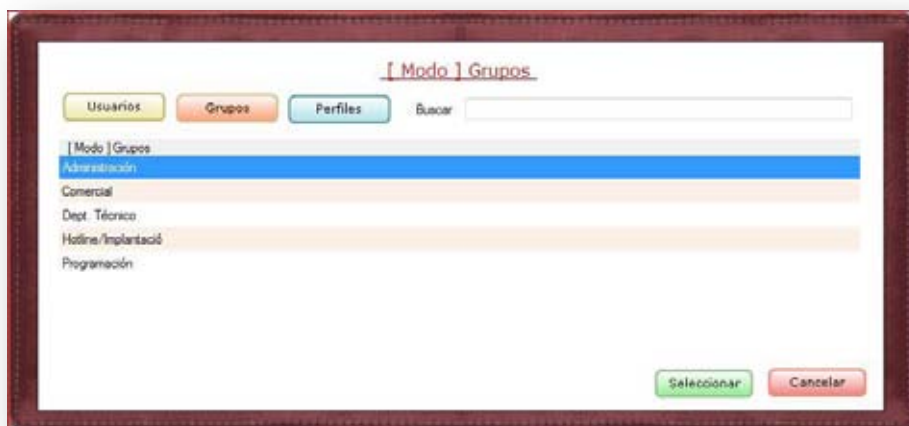 [ Modo ] Grupos
Usuarios Grupos Perfiles Buscar
[ Modo ] Grupos
Administración
Comercial
Dept. Técnico
Hotline/Implantació
Programación
Seleccionar Cancelar